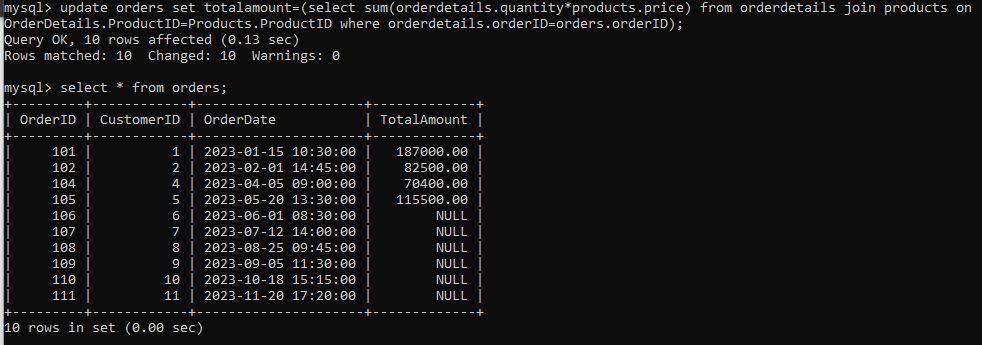 mysql> update orders set totalamount=(select sum(orderdetails.quantity*products.price) from orderdetails join products on
OrderDetails.ProductID=Products.ProductID where orderdetails.orderID=orders.orderID);
Query OK, 10 rows affected (0.13 sec)
Rows matched: 10  Changed: 10  Warnings: 0

mysql> select * from orders;
+---------+------------+---------------------+-------------+
| OrderID | CustomerID | OrderDate           | TotalAmount |
+---------+------------+---------------------+-------------+
|     101 |          1 | 2023-01-15 10:30:00 |   187000.00 |
|     102 |          2 | 2023-02-01 14:45:00 |    82500.00 |
|     104 |          4 | 2023-04-05 09:00:00 |    70400.00 |
|     105 |          5 | 2023-05-20 13:30:00 |   115500.00 |
|     106 |          6 | 2023-06-01 08:30:00 |        NULL |
|     107 |          7 | 2023-07-12 14:00:00 |        NULL |
|     108 |          8 | 2023-08-25 09:45:00 |        NULL |
|     109 |          9 | 2023-09-05 11:30:00 |        NULL |
|     110 |         10 | 2023-10-18 15:15:00 |        NULL |
|     111 |         11 | 2023-11-20 17:20:00 |        NULL |
+---------+------------+---------------------+-------------+
10 rows in set (0.00 sec)